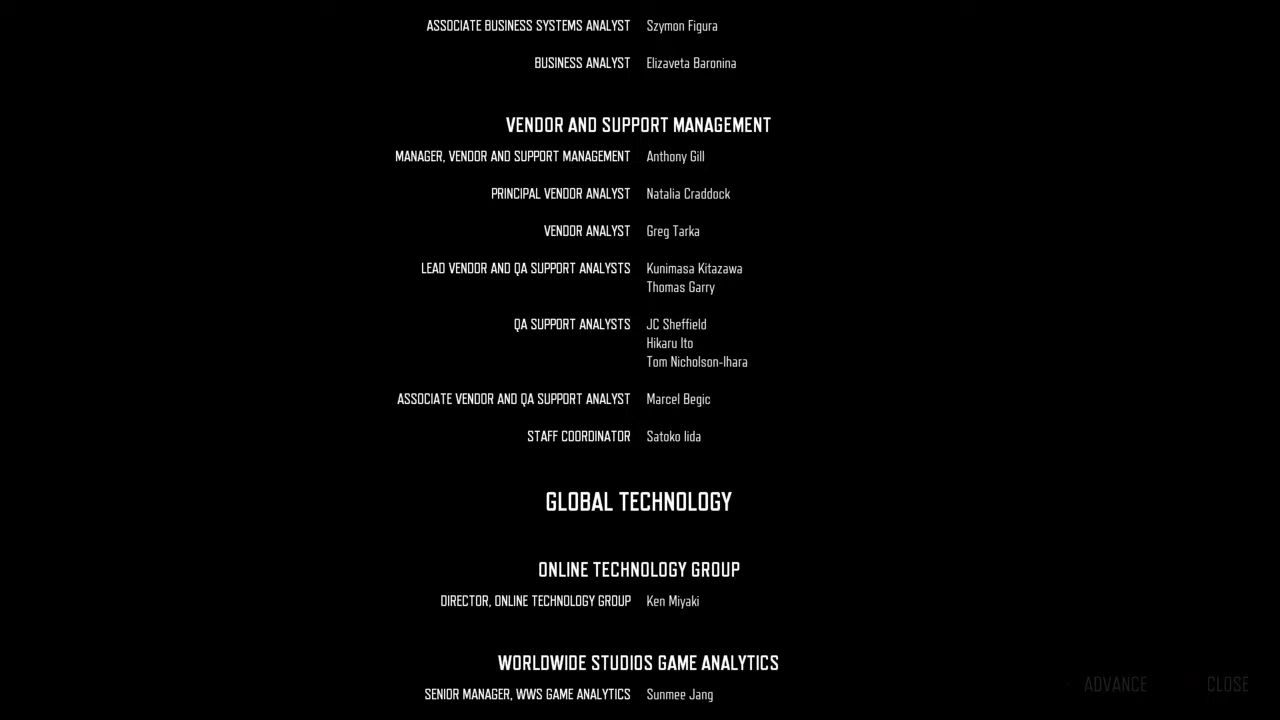 ASSOCIATE BUSINESS SYSTEMS ANALYST Szymon Figura
BUSINESS ANALYST Elizaveta Baronina
VENDOR AND SUPPORT MANAGEMENT
MANAGER, VENDOR AND SUPPORT MANAGEMENT Anthony Gill
PRINCIPAL VENDOR ANALYST Natalia Craddock
VENDOR ANALYST Greg Tarka
LEAD VENDOR AND QA SUPPORT ANALYSTS Kunimasa Kitazawa
Thomas Garry
QA SUPPORT ANALYSTS JC Sheffield
Hikaru Ito
Tom Nicholson-Ihara
ASSOCIATE VENDOR AND QA SUPPORT ANALYST Marcel Begic
STAFF COORDINATOR Satoko Iida
GLOBAL TECHNOLOGY
ONLINE TECHNOLOGY GROUP
DIRECTOR, ONLINE TECHNOLOGY GROUP Ken Miyaki
WORLDWIDE STUDIOS GAME ANALYTICS
SENIOR MANAGER, WWS GAME ANALYTICS Sunmee Jang
ADVANCE CLOSE